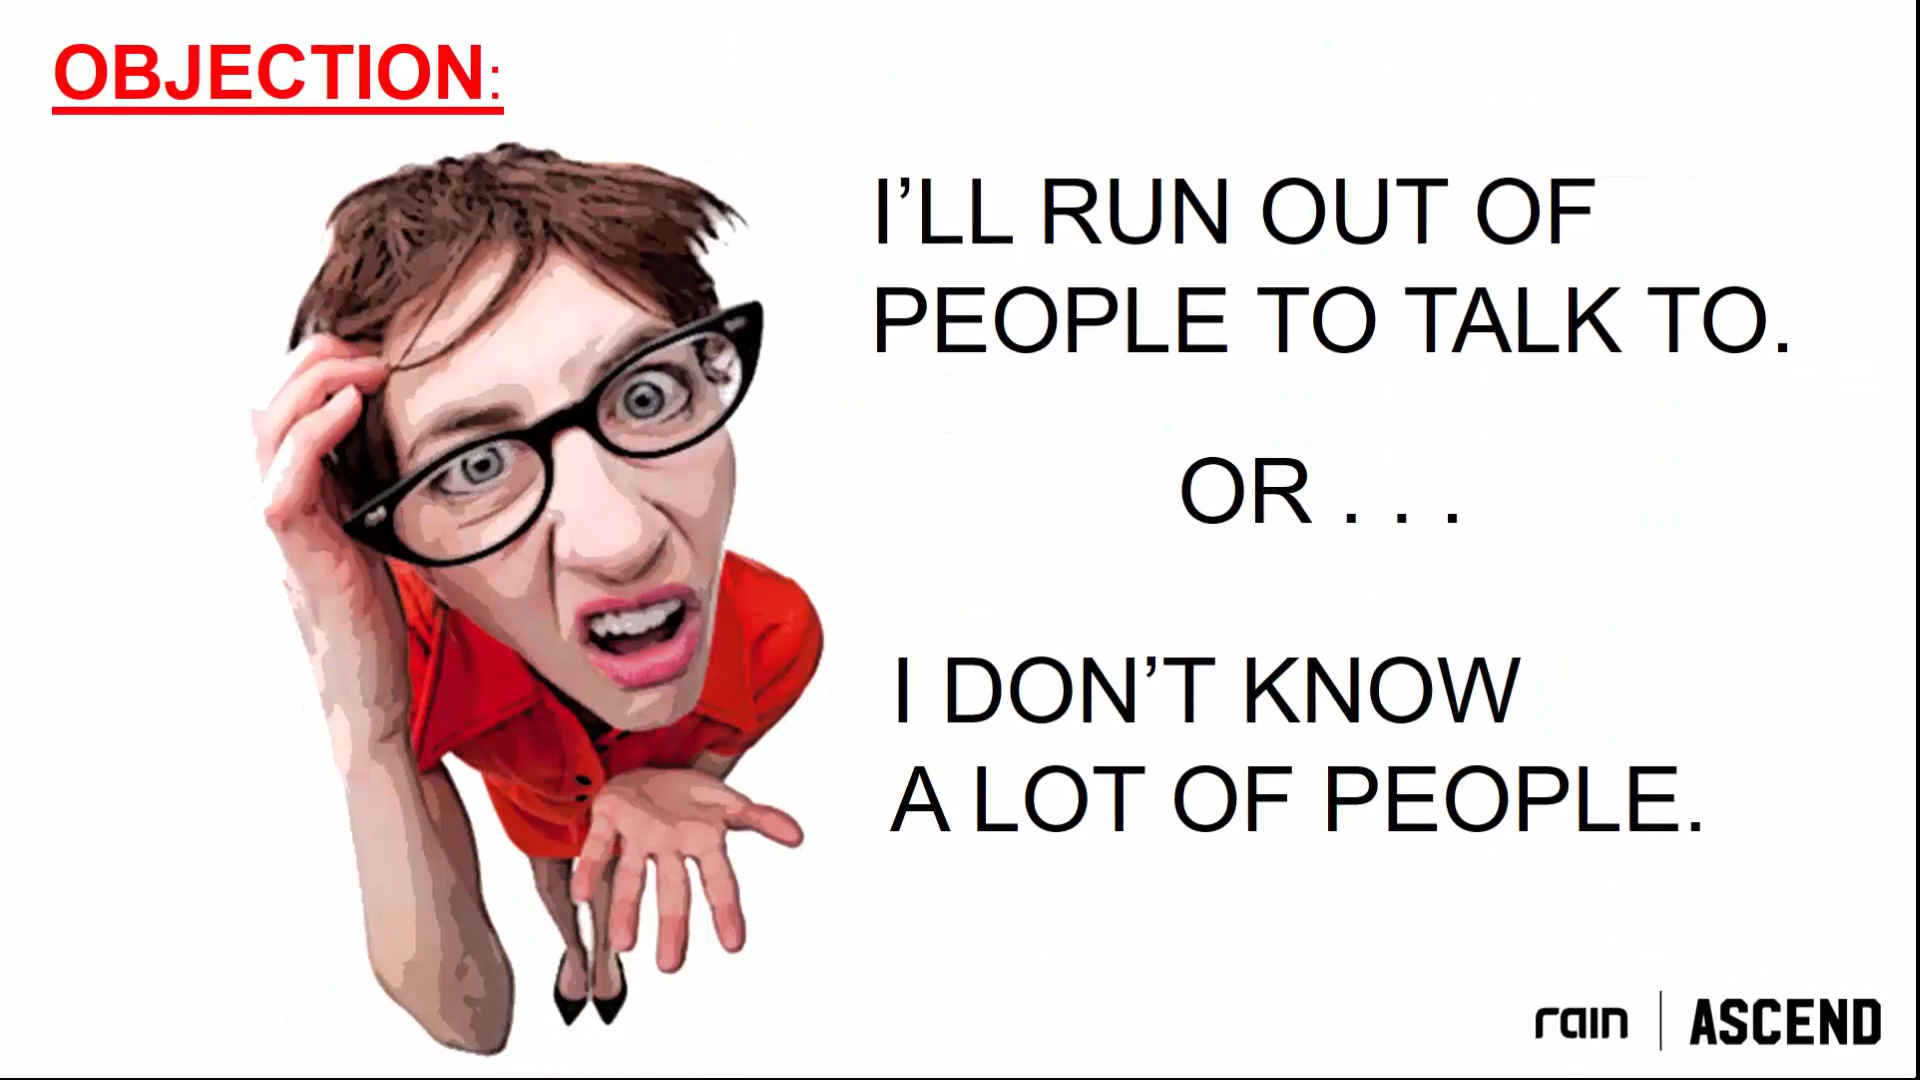 OBJECTION:
I’LL RUN OUT OF
PEOPLE TO TALK TO.
OR . . .
I DON’T KNOW
A LOT OF PEOPLE.
rain | ASCEND